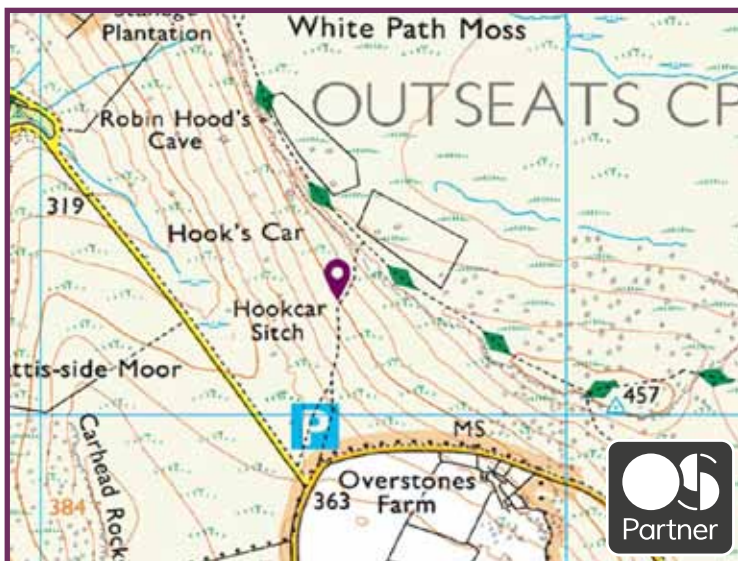 Plantation
White Path Moss
OUTSEATS CP
Robin Hood's
Cave
319
Hook's Car
Hookcar
Sitch
ttis-side Moor
457
P
MS
Carhead Rock
363
Overstones
Farm
384
OS
Partner